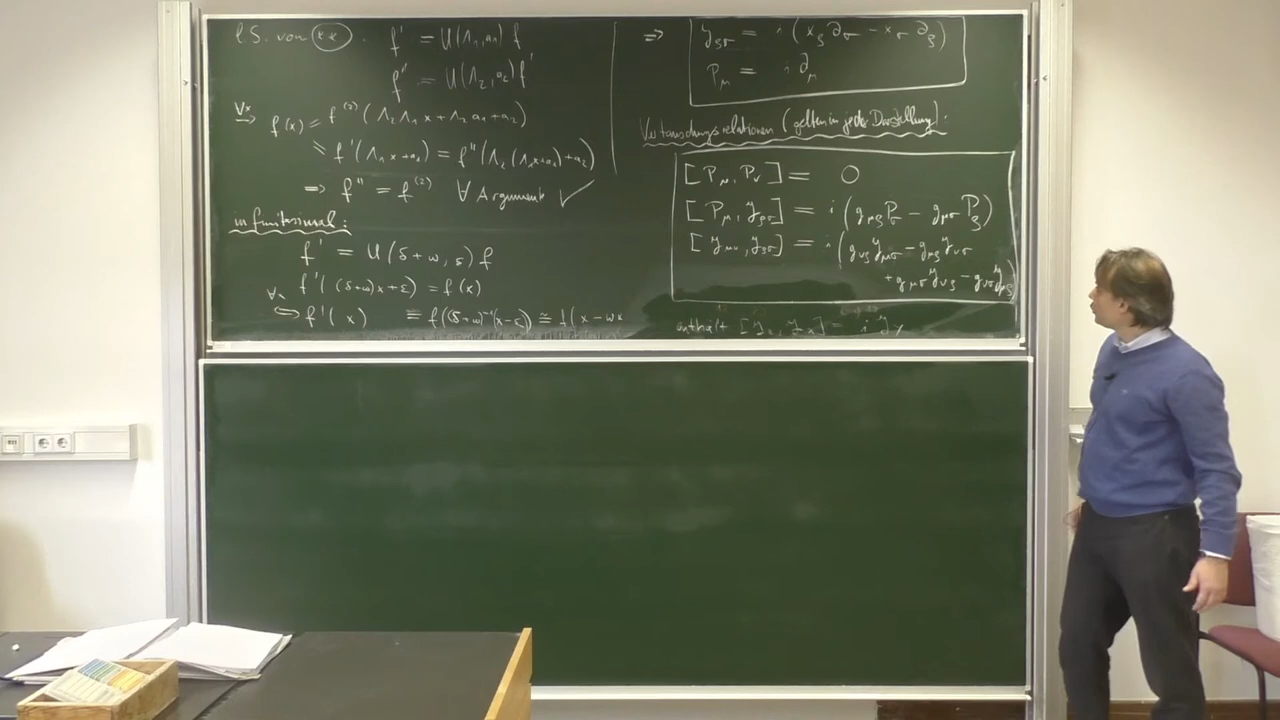 l.S. von (**) . f' = U(Λ₁,a₁) f
f'' = U(Λ₂,a₂) f'
∀x ⟹ f(x) = f⁽²⁾(Λ₂Λ₁x + Λ₂a₁ + a₂)
= f'(Λ₁x+a₁) = f''(Λ₂(Λ₁x+a₁)+a₂)
⟹ f'' = f⁽²⁾ ∀ Argumente ✓
infinitesimal:
f' = U(δ+ω, ε) f
f'((δ+ω)x+ε) = f(x)
f'(x) ≡ f((δ+ω)⁻¹(x-ε)) ≅ f(x - ωx
⟹ J_ρσ = i (x_ρ ∂_σ - x_σ ∂_ρ)
P_μ = i ∂_μ
Vertauschungsrelationen (gelten in jeder Darstellung):
[P_μ, P_ν] = 0
[P_μ, J_ρσ] = i (g_μρ P_σ - g_μσ P_ρ)
[J_μν, J_ρσ] = i (g_νρ J_μσ - g_μρ J_νσ
+ g_μσ J_νρ - g_νσ J_μρ)
enthält